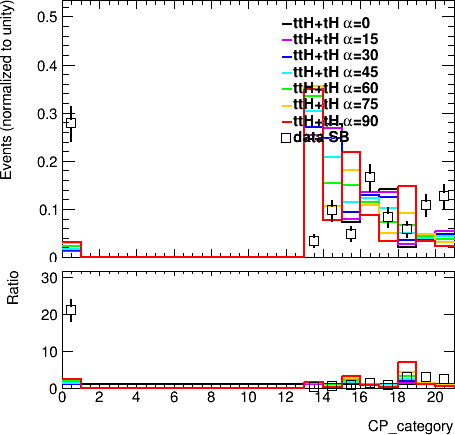 Events (normalized to unity)
0.5
0.4
0.3
0.2
0.1
0
ttH+tH α=0
ttH+tH α=15
ttH+tH α=30
ttH+tH α=45
ttH+tH α=60
ttH+tH α=75
ttH+tH α=90
data SB
Ratio
30
20
10
0
0 2 4 6 8 10 12 14 16 18 20
CP_category